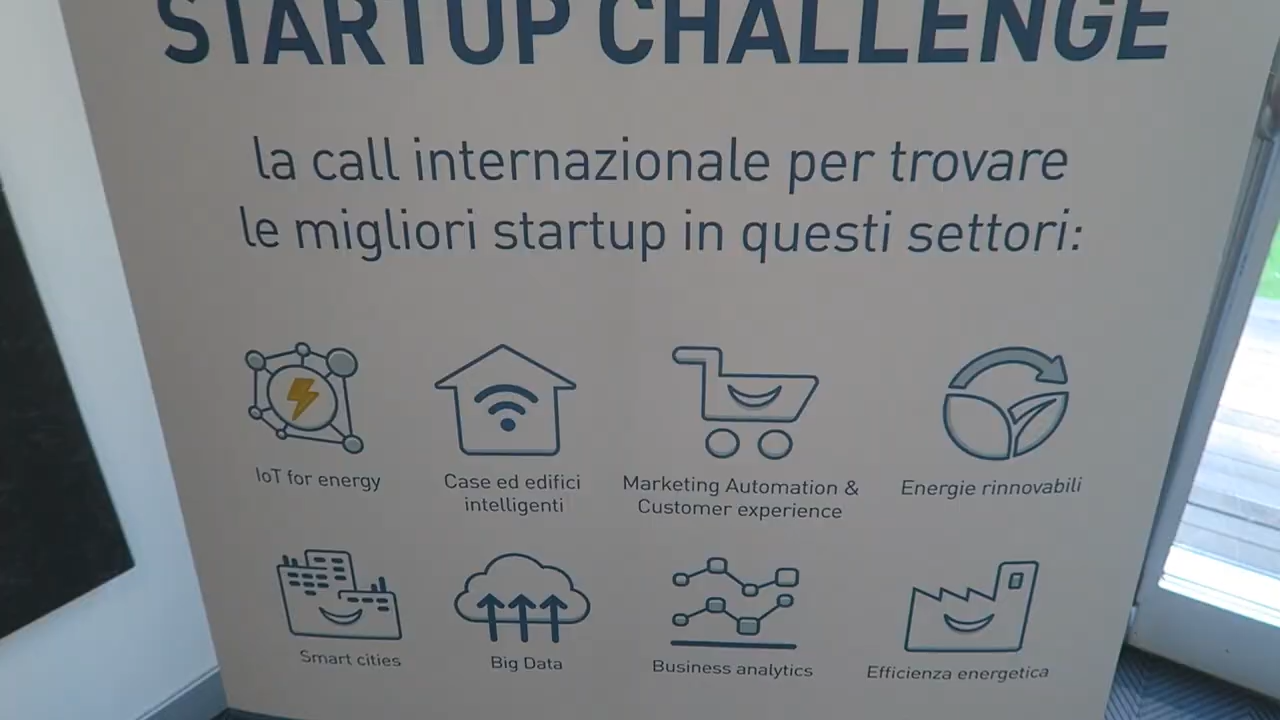 STARTUP CHALLENGE
la call internazionale per trovare
le migliori startup in questi settori:
IoT for energy
Case ed edifici
intelligenti
Marketing Automation &
Customer experience
Energie rinnovabili
Smart cities
Big Data
Business analytics
Efficienza energetica